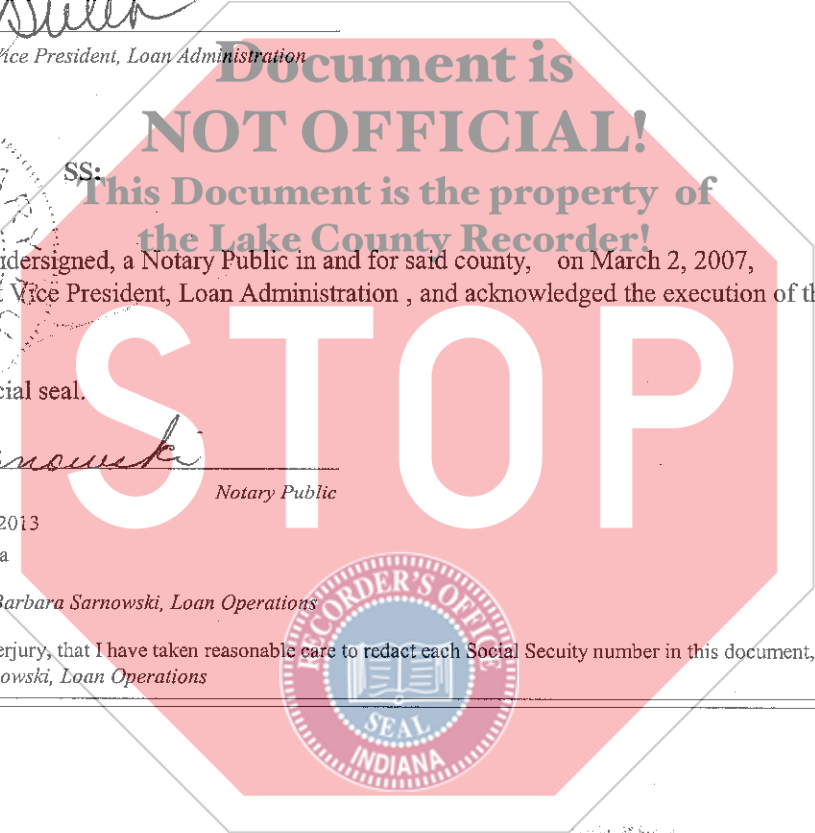 Vice President, Loan Administration
Document is
NOT OFFICIAL!
SS:
This Document is the property of
the Lake County Recorder!
ndersigned, a Notary Public in and for said county, on March 2, 2007,
t Vice President, Loan Administration , and acknowledged the execution of th
STOP
cial seal.
nowski
Notary Public
2013
a
Barbara Sarnowski, Loan Operations
erjury, that I have taken reasonable care to redact each Social Secuity number in this document,
owski, Loan Operations
RECORDER'S OFFICE
SEAL
INDIANA